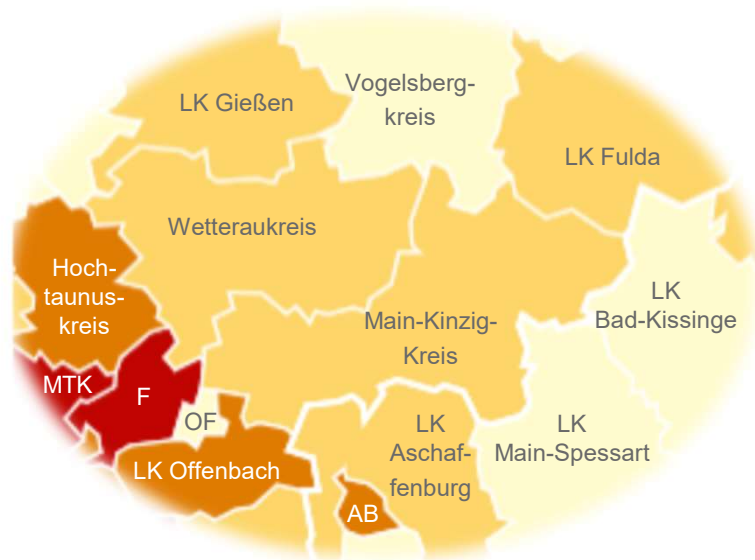 LK Gießen
Vogelsberg-
kreis
LK Fulda
Wetteraukreis
Hoch-
taunus-
kreis
LK
Bad-Kissinge
Main-Kinzig-
Kreis
MTK
F
OF
LK
Aschaf-
fenburg
LK
Main-Spessart
LK Offenbach
AB